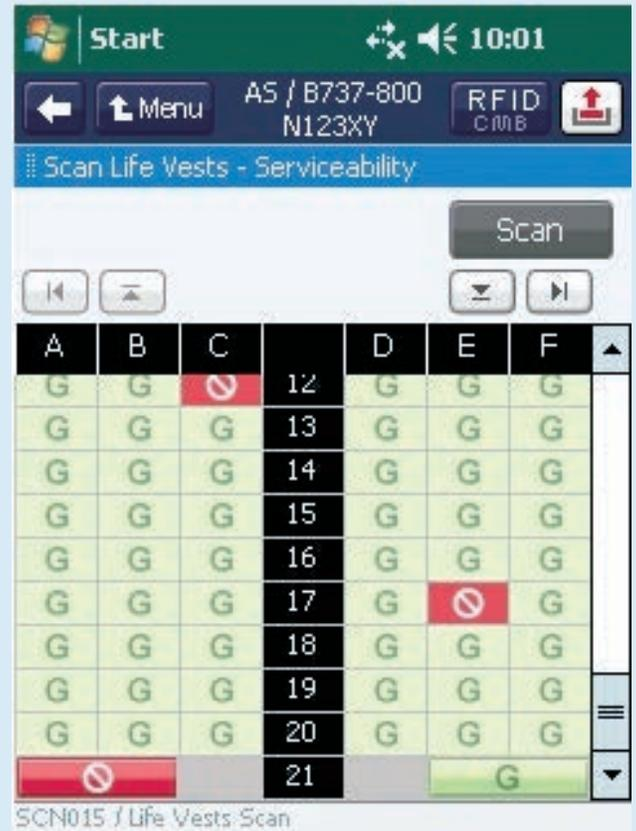 Start 10:01
Menu AS / B737-800 RFID
N123XY CMB
Scan Life Vests - Serviceability
Scan
A B C D E F
G G 12 G G G
G G G 13 G G G
G G G 14 G G G
G G G 15 G G G
G G G 16 G G G
G G G 17 G G
G G G 18 G G G
G G G 19 G G G
G G G 20 G G G
21 G
SCN015 / Life Vests Scan